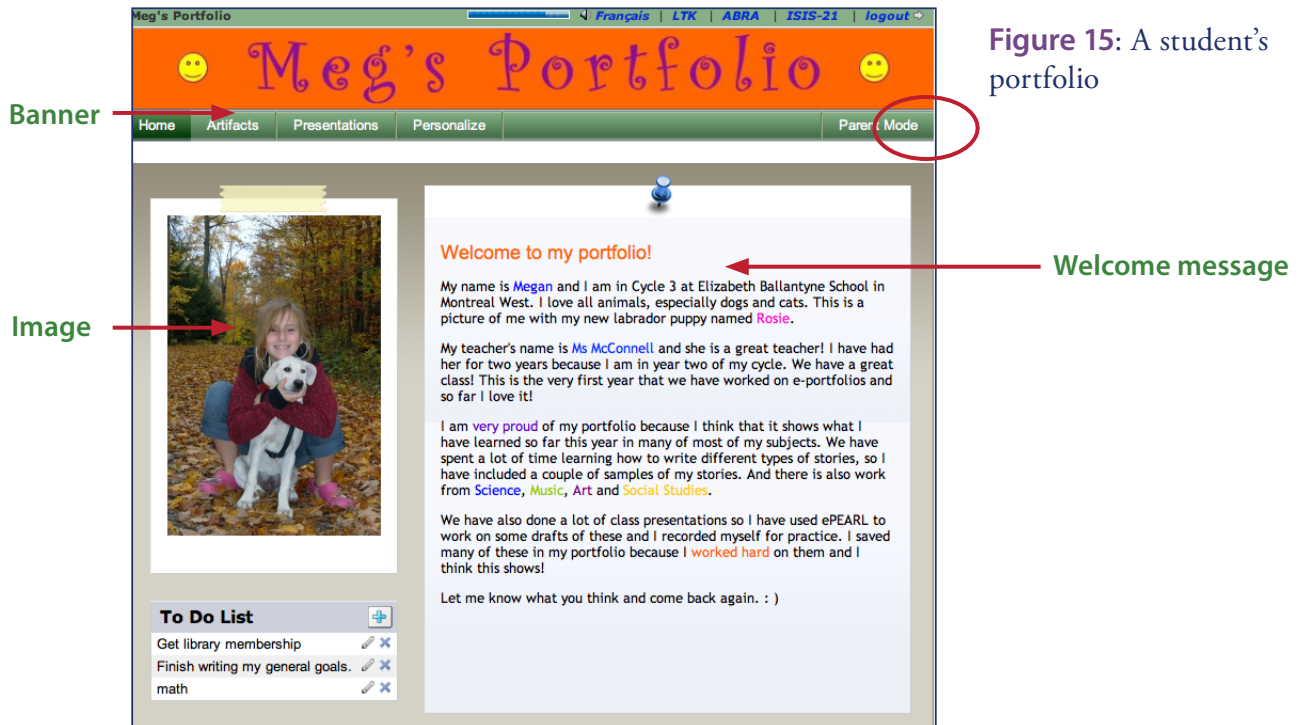 Meg's Portfolio
Français | LTK | ABRA | ISIS-21 | logout
Meg's Portfolio
Figure 15: A student's
portfolio
Banner
Home Artifacts Presentations Personalize Parent Mode
Welcome to my portfolio!
Welcome message
My name is Megan and I am in Cycle 3 at Elizabeth Ballantyne School in
Montreal West. I love all animals, especially dogs and cats. This is a
picture of me with my new labrador puppy named Rosie.
Image
My teacher's name is Ms McConnell and she is a great teacher! I have had
her for two years because I am in year two of my cycle. We have a great
class! This is the very first year that we have worked on e-portfolios and
so far I love it!
I am very proud of my portfolio because I think that it shows what I
have learned so far this year in many of most of my subjects. We have
spent a lot of time learning how to write different types of stories, so I
have included a couple of samples of my stories. And there is also work
from Science, Music, Art and Social Studies.
We have also done a lot of class presentations so I have used ePEARL to
work on some drafts of these and I recorded myself for practice. I saved
many of these in my portfolio because I worked hard on them and I
think this shows!
Let me know what you think and come back again. : )
To Do List
Get library membership
Finish writing my general goals.
math